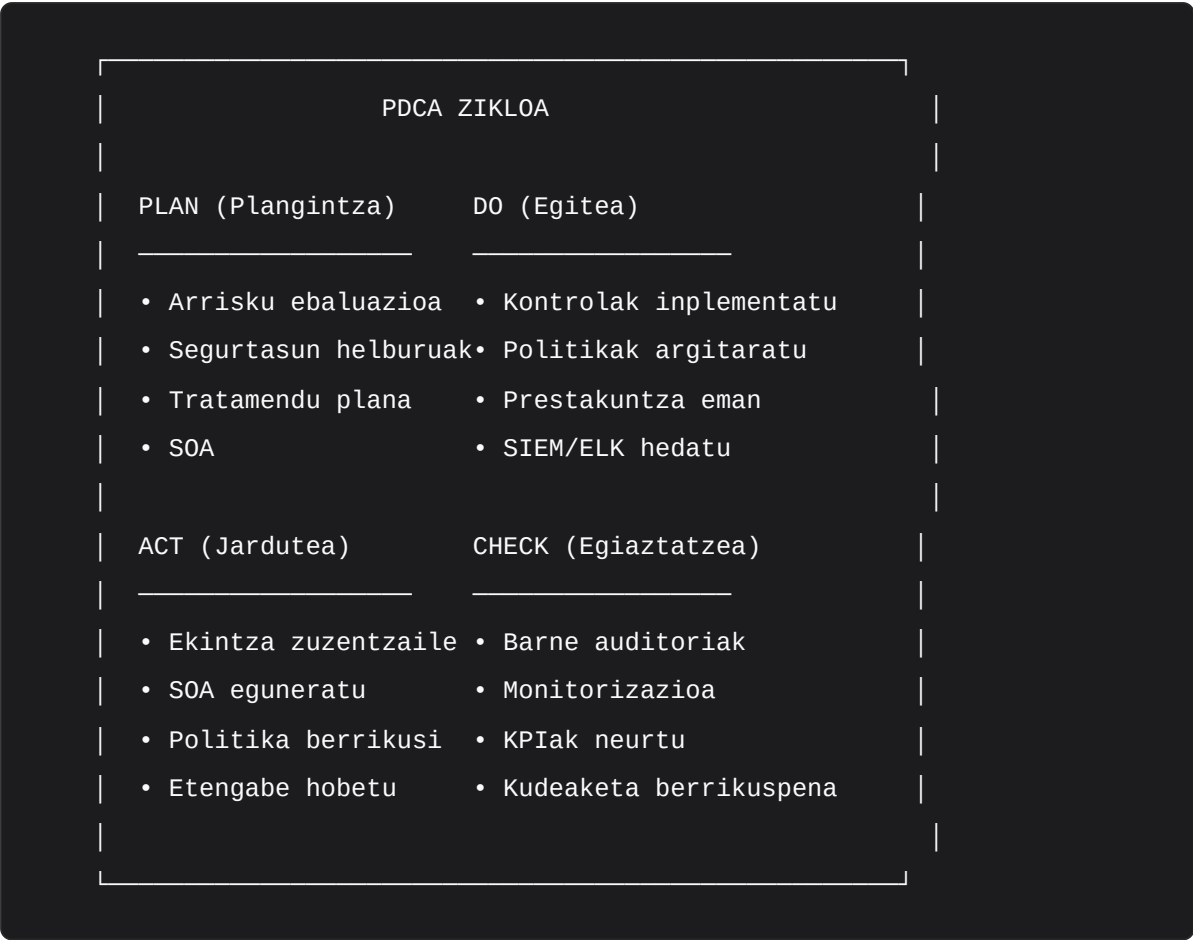 PDCA ZIKLOA
PLAN (Plangintza)    DO (Egitea)
• Arrisku ebaluazioa  • Kontrolak inplementatu
• Segurtasun helburuak• Politikak argitaratu
• Tratamendu plana    • Prestakuntza eman
• SOA                 • SIEM/ELK hedatu
ACT (Jardutea)        CHECK (Egiaztatzea)
• Ekintza zuzentzaile • Barne auditoriak
• SOA eguneratu       • Monitorizazioa
• Politika berrikusi  • KPIak neurtu
• Etengabe hobetu     • Kudeaketa berrikuspena